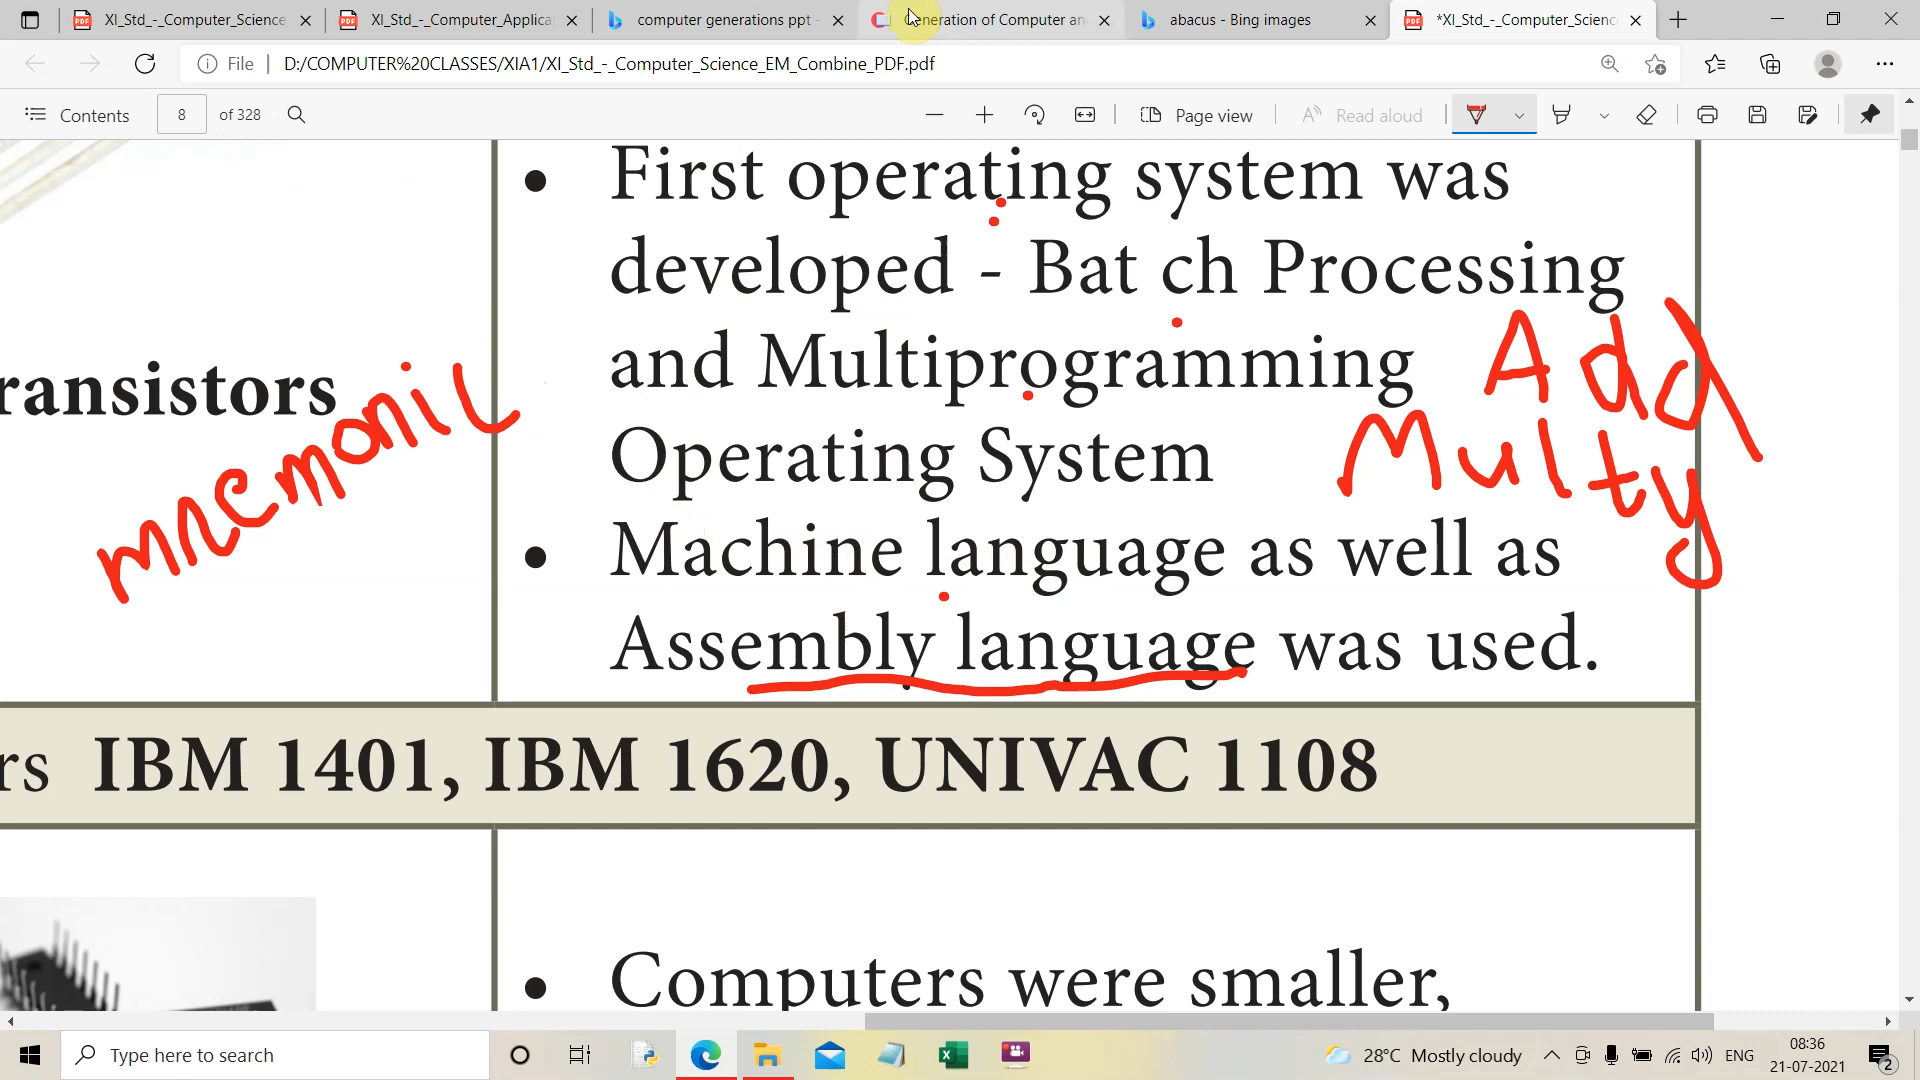 XI_Std_-_Computer_Science
XI_Std_-_Computer_Applica
computer generations ppt -
Generation of Computer an
abacus - Bing images
*XI_Std_-_Computer_Science
File
D:/COMPUTER%20CLASSES/XIA1/XI_Std_-_Computer_Science_EM_Combine_PDF.pdf
Contents
8
of 328
Page view
Read aloud
• First operating system was
developed - Bat ch Processing
and Multiprogramming
Add
ransistors
mnemonic
Operating System
Multy
• Machine language as well as
Assembly language was used.
rs IBM 1401, IBM 1620, UNIVAC 1108
• Computers were smaller,
Type here to search
28°C Mostly cloudy
ENG
08:36
21-07-2021
2